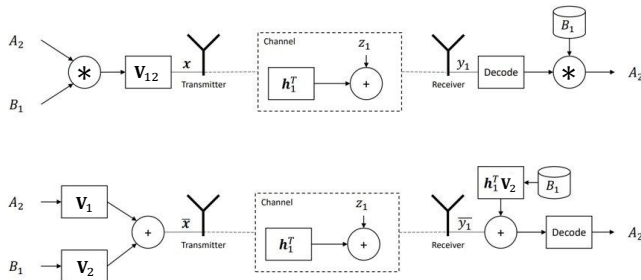 A₂
B₁
*
V₁₂
x
Transmitter
Channel
h₁ᵀ
z₁
+
y₁
Receiver
Decode
B₁
*
A₂
A₂
B₁
V₁
V₂
+
x̅
Transmitter
Channel
h₁ᵀ
z₁
+
y₁̅
Receiver
h₁ᵀV₂
B₁
+
Decode
A₂